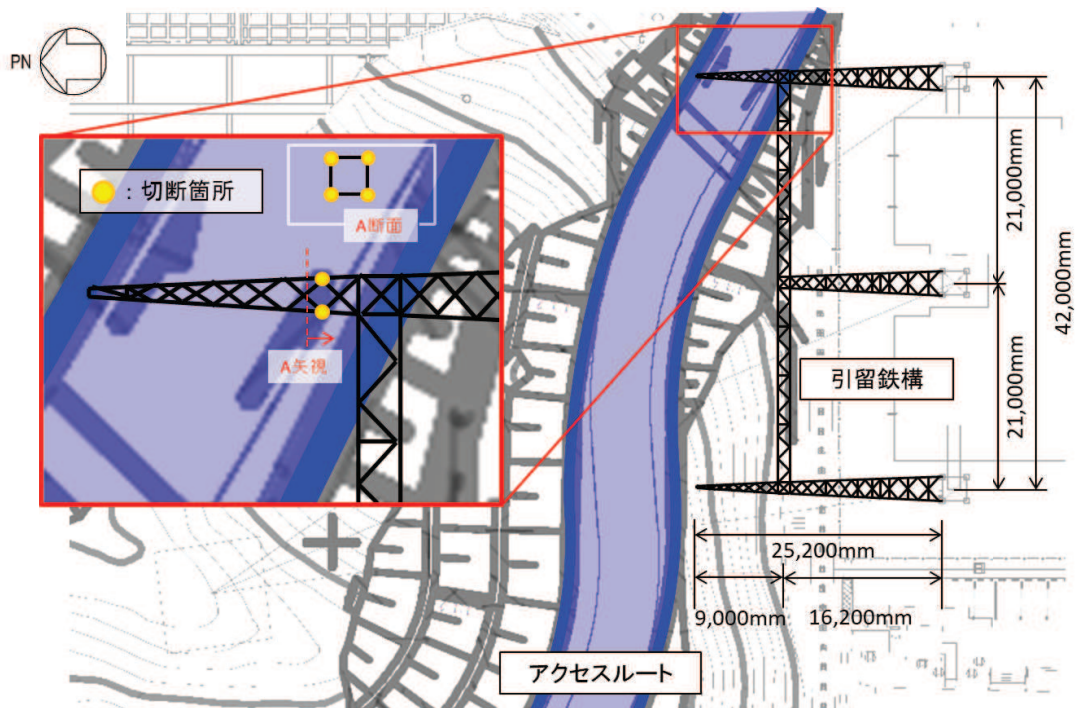 PN
：切断箇所
A断面
A矢視
21,000mm
21,000mm
42,000mm
引留鉄構
25,200mm
9,000mm
16,200mm
アクセスルート